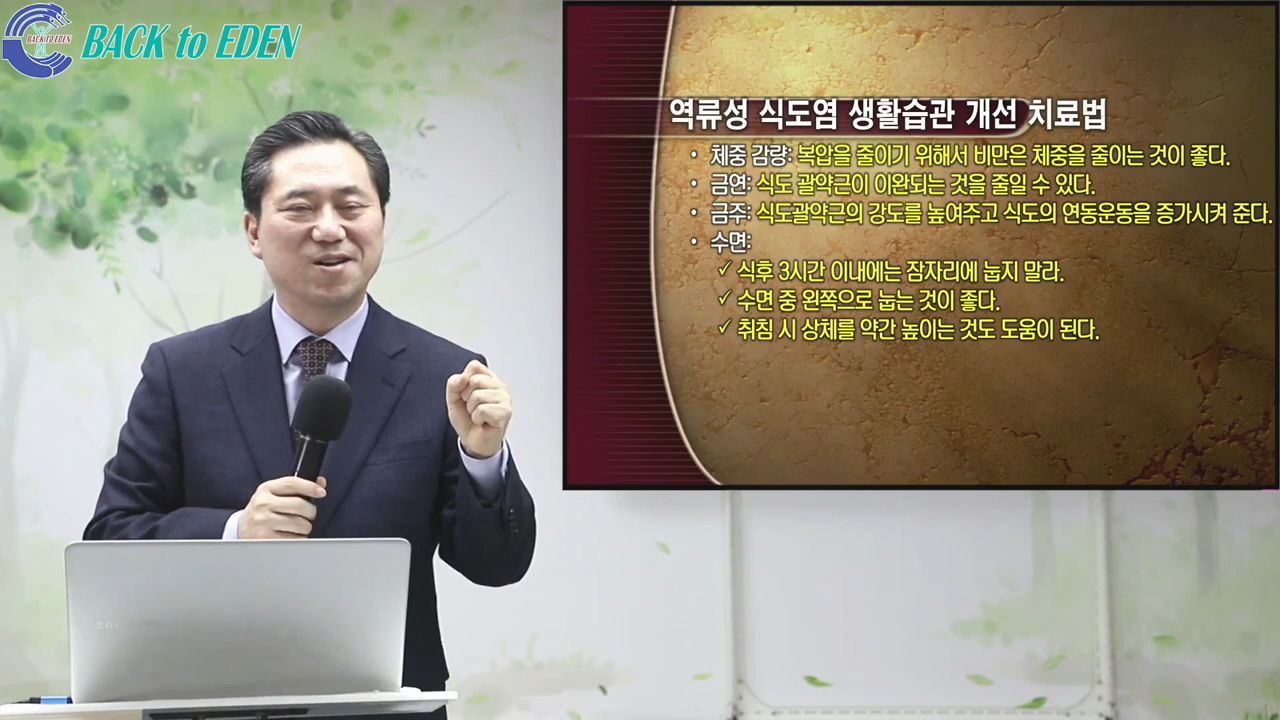 BACK TO EDEN
BACK to EDEN
역류성 식도염 생활습관 개선 치료법
• 체중 감량: 복압을 줄이기 위해서 비만은 체중을 줄이는 것이 좋다.
• 금연: 식도 괄약근이 이완되는 것을 줄일 수 있다.
• 금주: 식도괄약근의 강도를 높여주고 식도의 연동운동을 증가시켜 준다.
• 수면:
✓ 식후 3시간 이내에는 잠자리에 눕지 말라.
✓ 수면 중 왼쪽으로 눕는 것이 좋다.
✓ 취침 시 상체를 약간 높이는 것도 도움이 된다.